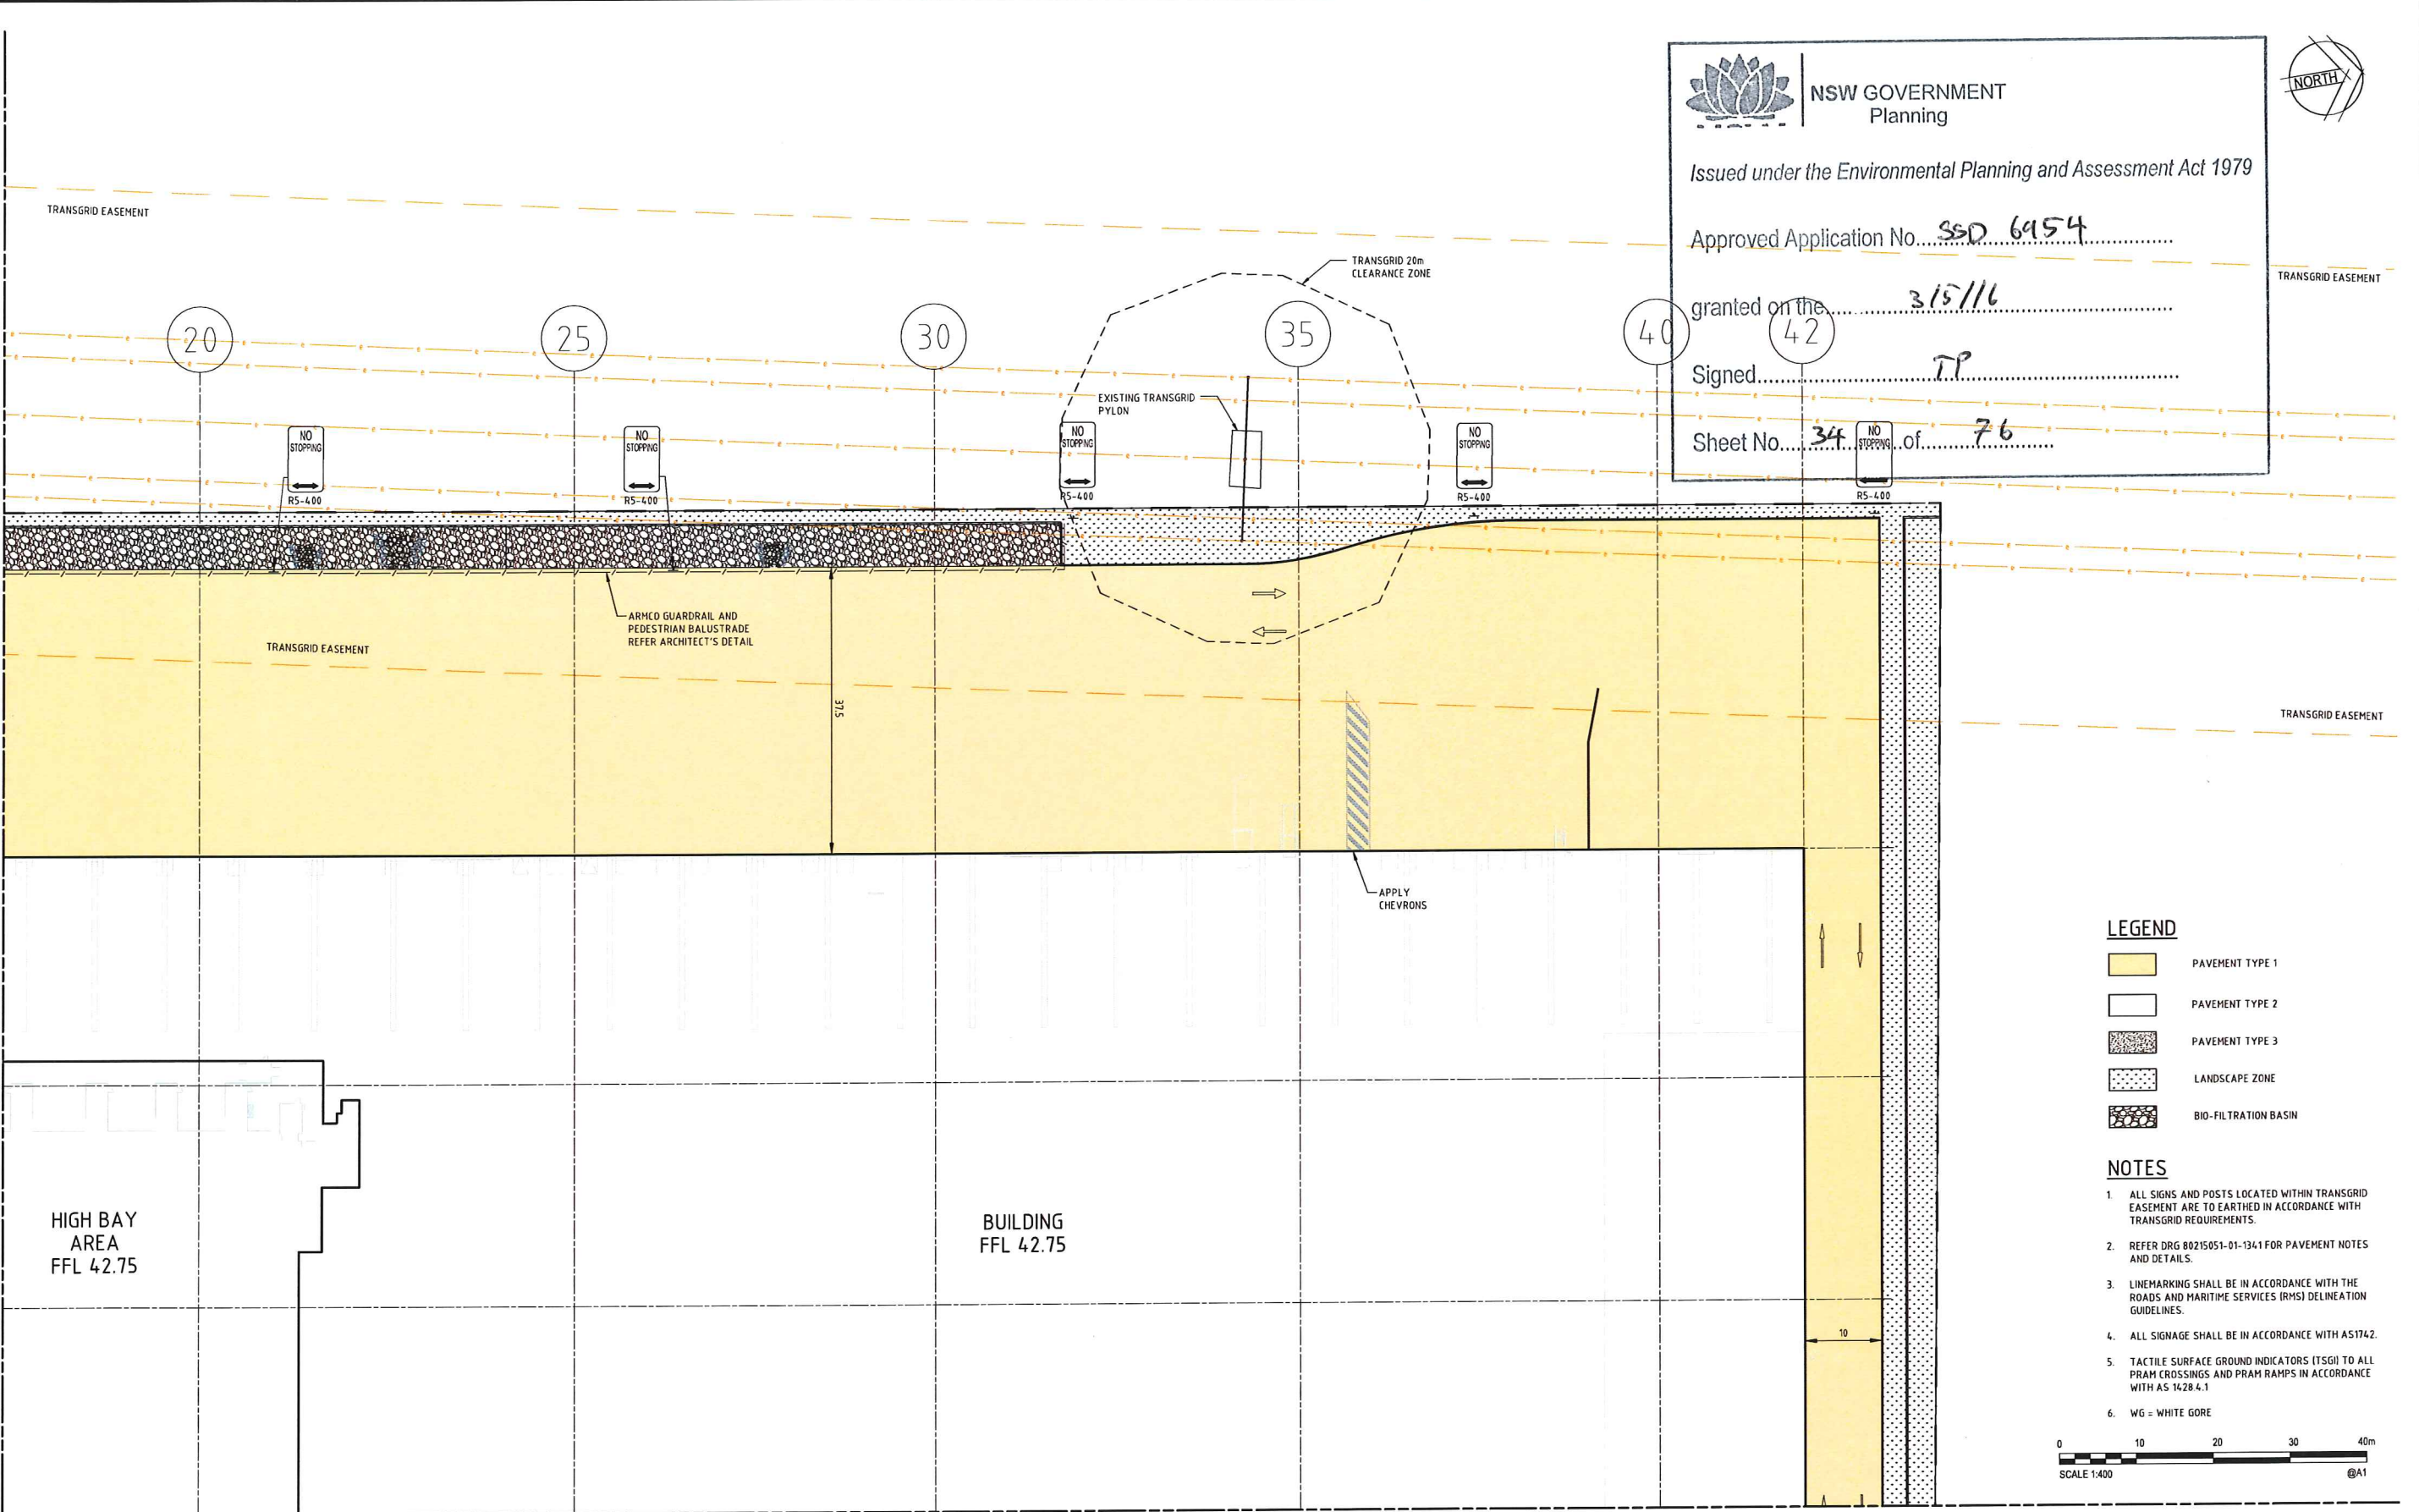 NSW GOVERNMENT
Planning
Issued under the Environmental Planning and Assessment Act 1979
Approved Application No. SSD 6954
granted on the 3/5/16
Signed TP
Sheet No. 34 of 76
NORTH
TRANSGRID EASEMENT
TRANSGRID 20m
CLEARANCE ZONE
TRANSGRID EASEMENT
20
25
30
35
40
42
EXISTING TRANSGRID
PYLON
NO
STOPPING
R5-400
NO
STOPPING
R5-400
NO
STOPPING
R5-400
NO
STOPPING
R5-400
NO
STOPPING
R5-400
ARMCO GUARDRAIL AND
PEDESTRIAN BALUSTRADE
REFER ARCHITECT'S DETAIL
TRANSGRID EASEMENT
37.5
TRANSGRID EASEMENT
APPLY
CHEVRONS
HIGH BAY
AREA
FFL 42.75
BUILDING
FFL 42.75
10
LEGEND
PAVEMENT TYPE 1
PAVEMENT TYPE 2
PAVEMENT TYPE 3
LANDSCAPE ZONE
BIO-FILTRATION BASIN
NOTES
1. ALL SIGNS AND POSTS LOCATED WITHIN TRANSGRID
EASEMENT ARE TO EARTHED IN ACCORDANCE WITH
TRANSGRID REQUIREMENTS.
2. REFER DRG 80215051-01-1341 FOR PAVEMENT NOTES
AND DETAILS.
3. LINEMARKING SHALL BE IN ACCORDANCE WITH THE
ROADS AND MARITIME SERVICES (RMS) DELINEATION
GUIDELINES.
4. ALL SIGNAGE SHALL BE IN ACCORDANCE WITH AS1742.
5. TACTILE SURFACE GROUND INDICATORS (TSGI) TO ALL
PRAM CROSSINGS AND PRAM RAMPS IN ACCORDANCE
WITH AS 1428.4.1
6. WG = WHITE GORE
0 10 20 30 40m
SCALE 1:400 @A1